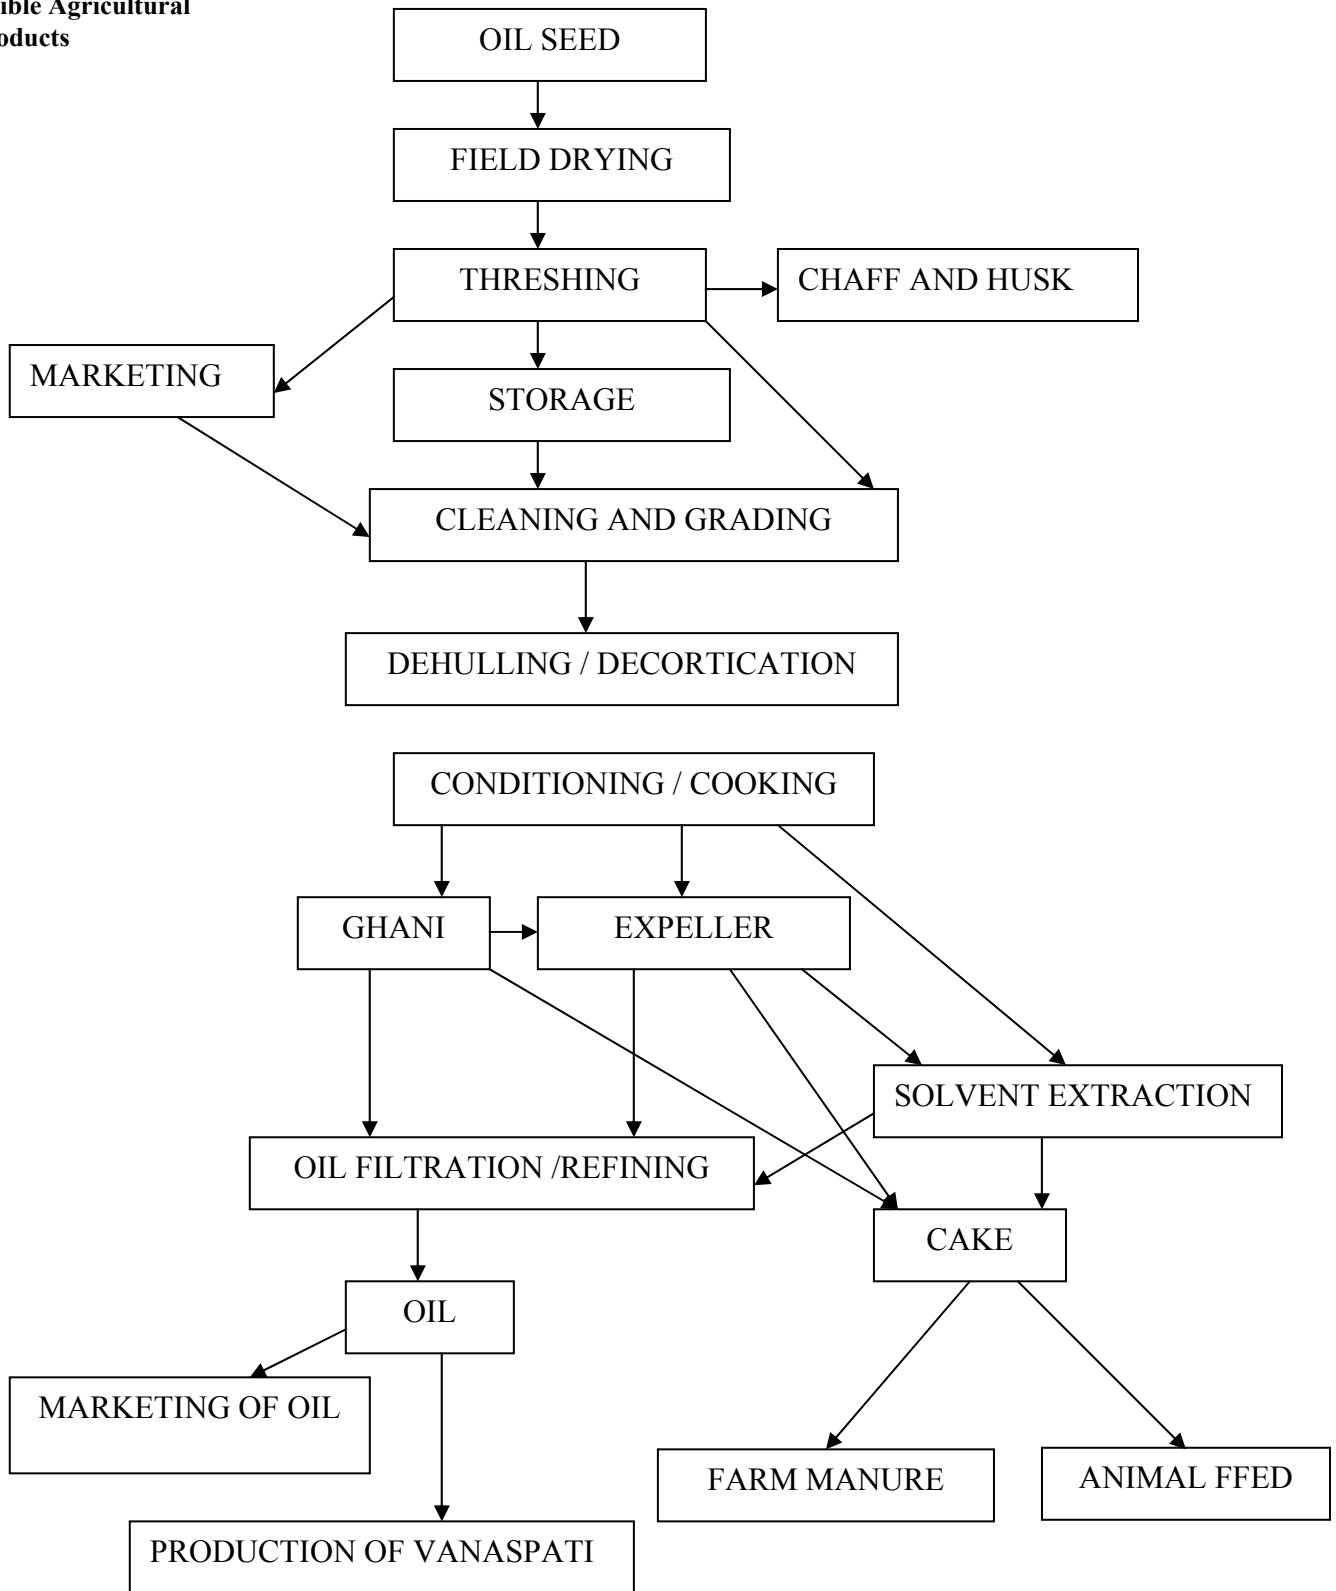 ible Agricultural
oducts
OIL SEED
FIELD DRYING
THRESHING
CHAFF AND HUSK
MARKETING
STORAGE
CLEANING AND GRADING
DEHULLING / DECORTICATION
CONDITIONING / COOKING
GHANI
EXPELLER
SOLVENT EXTRACTION
OIL FILTRATION /REFINING
CAKE
OIL
MARKETING OF OIL
FARM MANURE
ANIMAL FFED
PRODUCTION OF VANASPATI